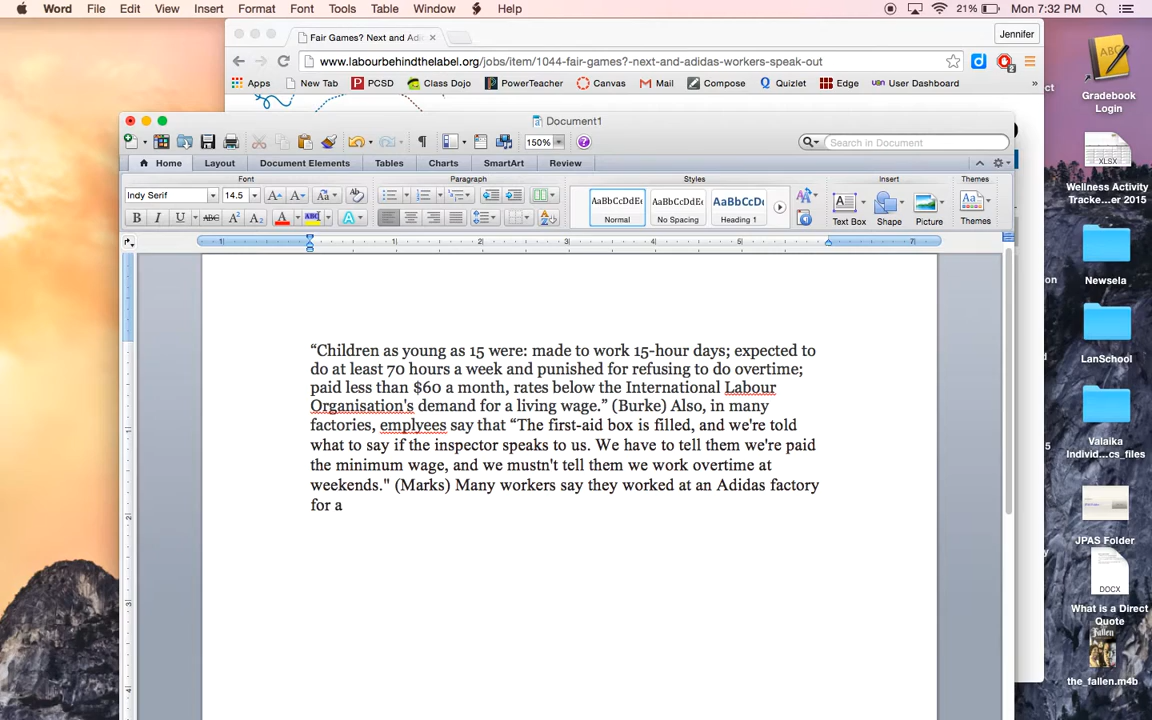 Word File Edit View Insert Format Font Tools Table Window Help 21% Mon 7:32 PM
Fair Games? Next and Adi
Jennifer
www.labourbehindthelabel.org/jobs/item/1044-fair-games?-next-and-adidas-workers-speak-out
Apps New Tab PCSD Class Dojo PowerTeacher Canvas Mail Compose Quizlet Edge User Dashboard »
Document1
150% Search in Document
Home Layout Document Elements Tables Charts SmartArt Review
Font Paragraph Styles Insert Themes
Indy Serif 14.5
AaBbCcDdEe AaBbCcDdEe AaBbCcDd
Normal No Spacing Heading 1
Text Box Shape Picture Themes
“Children as young as 15 were: made to work 15-hour days; expected to
do at least 70 hours a week and punished for refusing to do overtime;
paid less than $60 a month, rates below the International Labour
Organisation's demand for a living wage.” (Burke) Also, in many
factories, emplyees say that “The first-aid box is filled, and we're told
what to say if the inspector speaks to us. We have to tell them we're paid
the minimum wage, and we mustn't tell them we work overtime at
weekends." (Marks) Many workers say they worked at an Adidas factory
for a
Gradebook
Login
XLSX
Wellness Activity
Tracke...er 2015
Newsela
LanSchool
Valaika
Individ...cs_files
JPAS Folder
DOCX
What is a Direct
Quote
Fallen
the_fallen.m4b